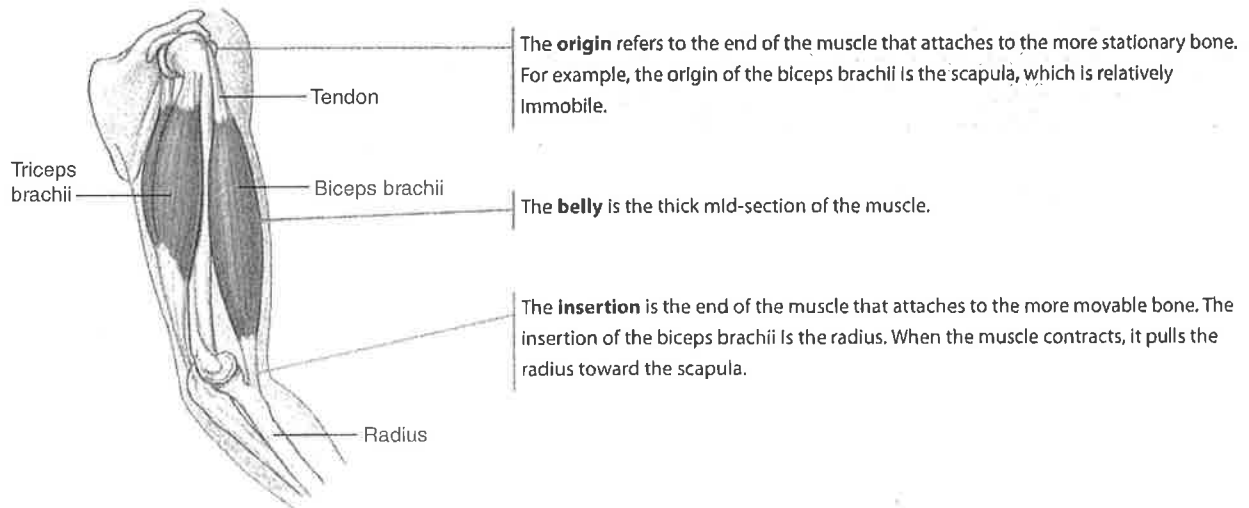 The origin refers to the end of the muscle that attaches to the more stationary bone.
For example, the origin of the biceps brachii is the scapula, which is relatively
immobile.
Tendon
Triceps
brachii
Biceps brachii
The belly is the thick mid-section of the muscle.
The insertion is the end of the muscle that attaches to the more movable bone. The
insertion of the biceps brachii is the radius. When the muscle contracts, it pulls the
radius toward the scapula.
Radius